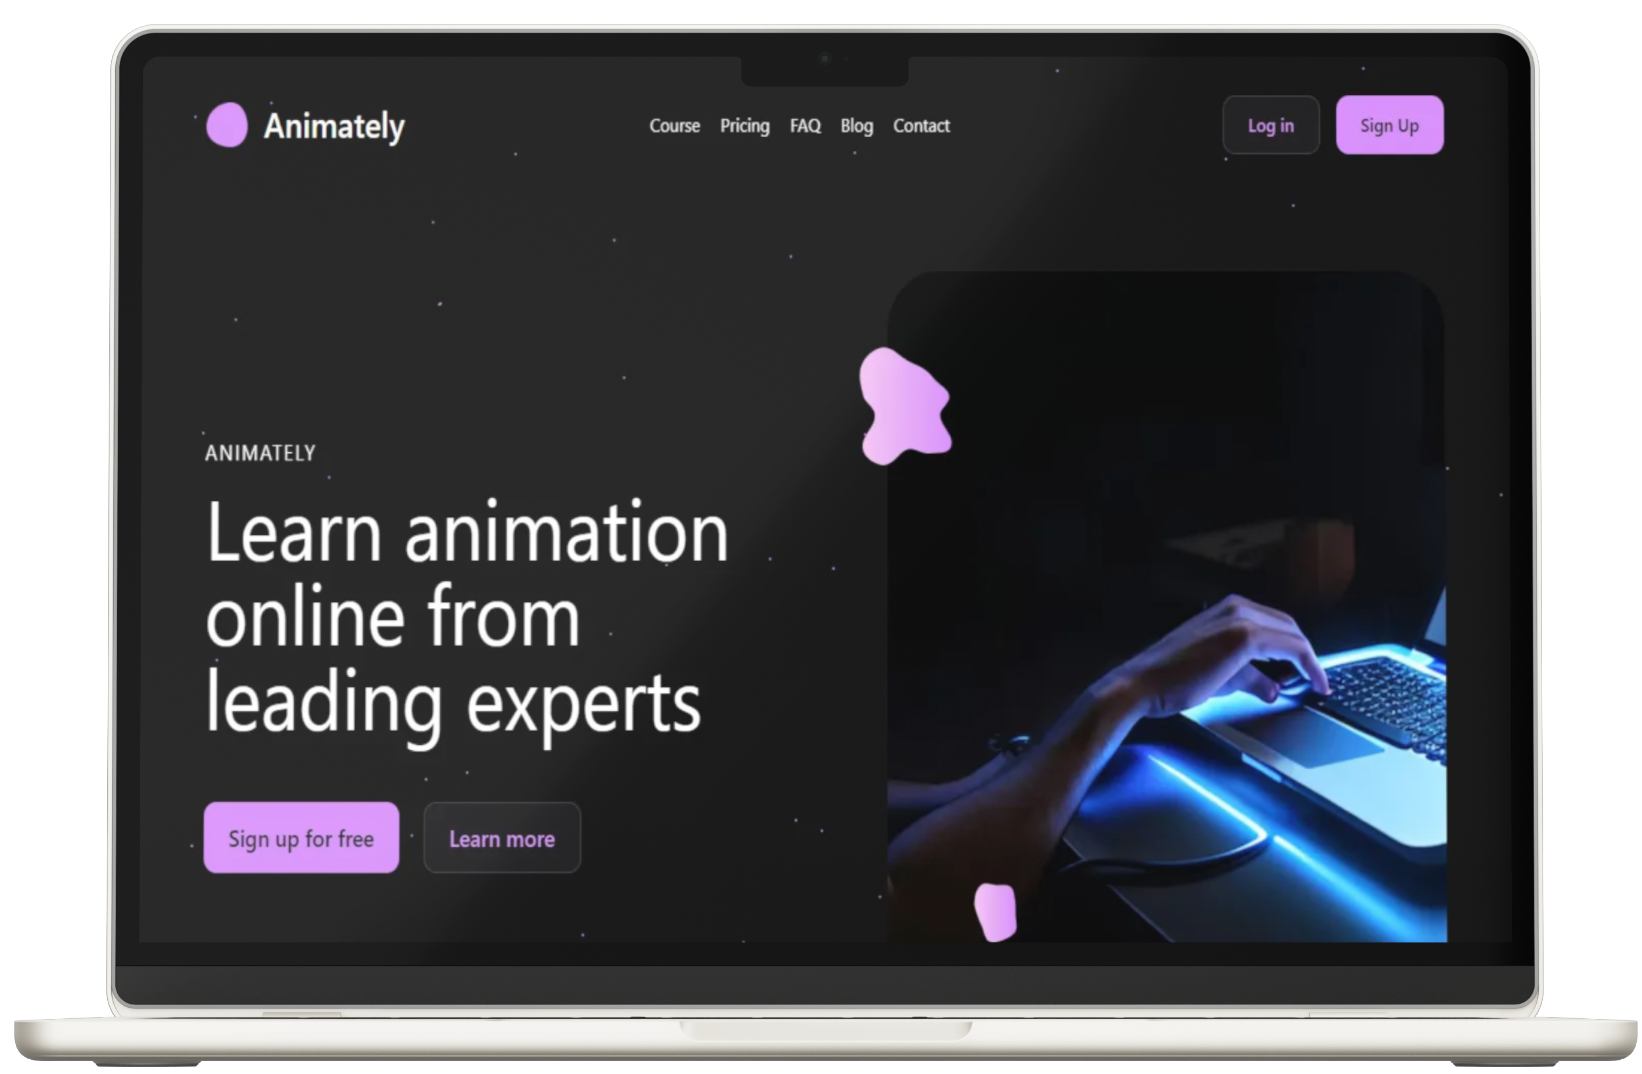 Animately
Course Pricing FAQ Blog Contact
Log in
Sign Up
ANIMATELY
Learn animation
online from
leading experts
Sign up for free
Learn more